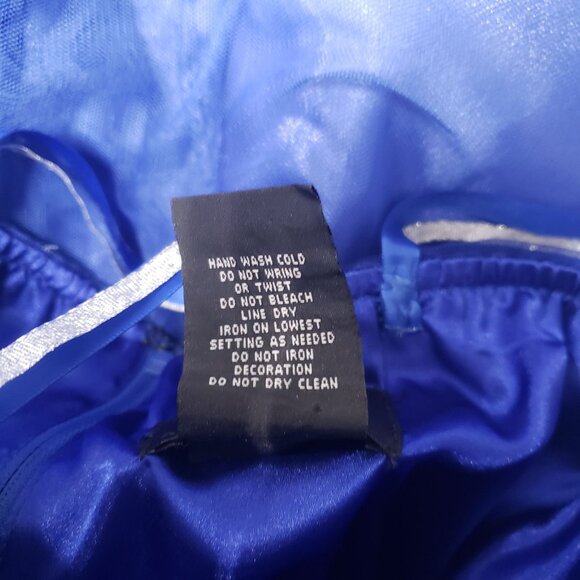 HAND WASH COLD
DO NOT WRING
OR TWIST
DO NOT BLEACH
LINE DRY
IRON ON LOWEST
SETTING AS NEEDED
DO NOT IRON
DECORATION
DO NOT DRY CLEAN